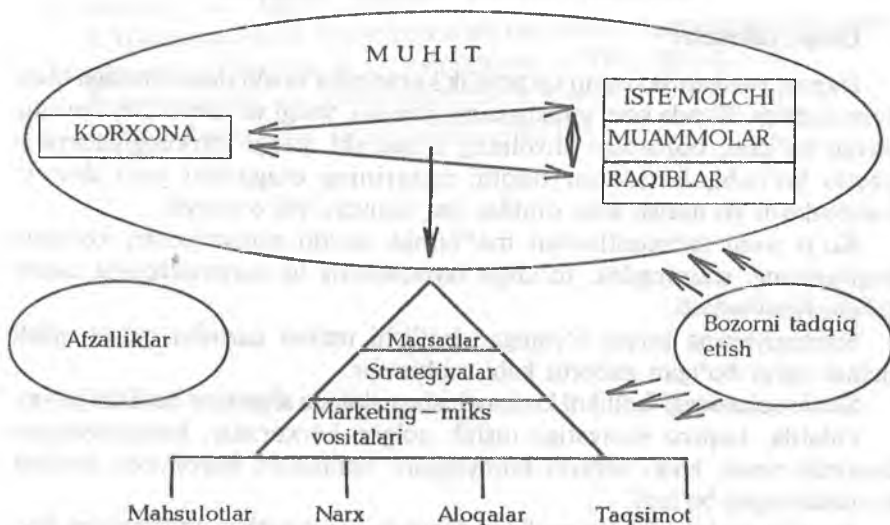 MUHIT
ISTE'MOLCHI
KORXONA
MUAMMOLAR
RAQIBLAR
Afzalliklar
Maqsadlar
Strategiyalar
Marketing - miks
vositalari
Bozorni tadqiq
etish
Mahsulotlar
Narx
Aloqalar
Taqsimot